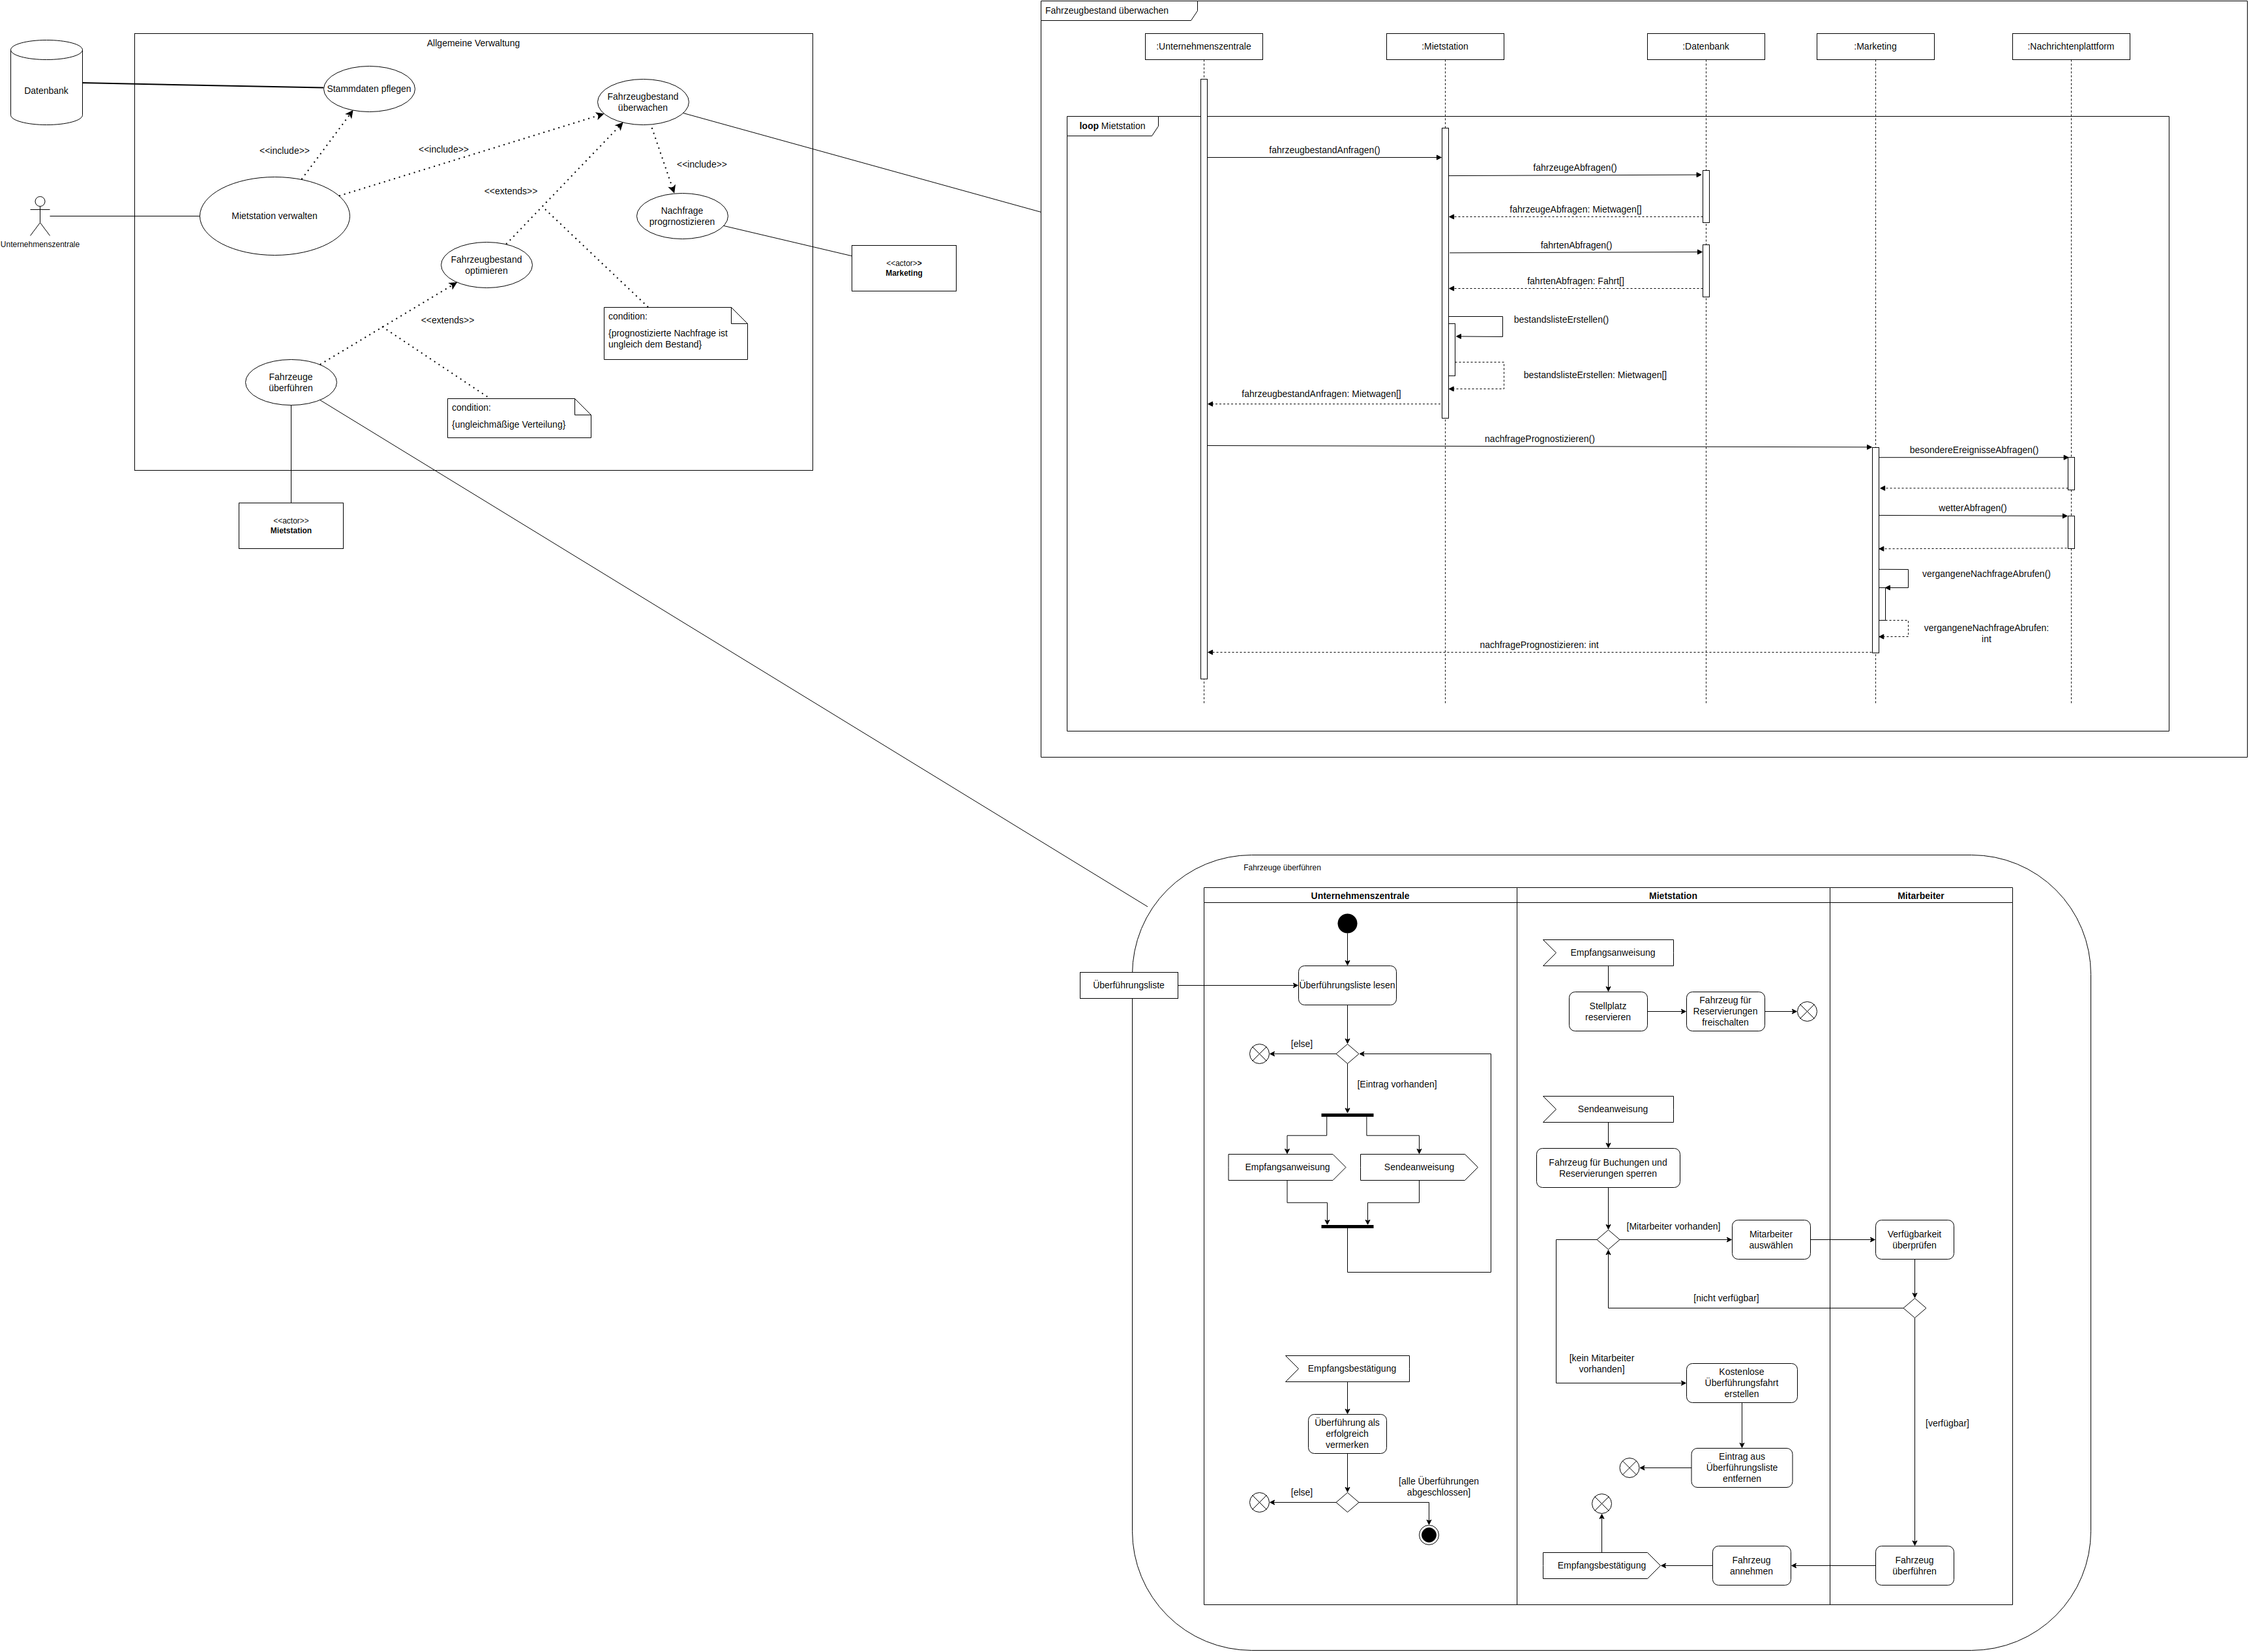 Allgemeine Verwaltung
Datenbank
Stammdaten pflegen
Fahrzeugbestand
überwachen
<<include>>
<<include>>
<<include>>
<<extends>>
Unternehmenszentrale
Mietstation verwalten
Nachfrage
progrnostizieren
Fahrzeugbestand
optimieren
<<actor>>
Marketing
<<extends>>
condition:
{prognostizierte Nachfrage ist
ungleich dem Bestand}
Fahrzeuge
überführen
condition:
{ungleichmäßige Verteilung}
<<actor>>
Mietstation
Fahrzeugbestand überwachen
:Unternehmenszentrale
:Mietstation
:Datenbank
:Marketing
:Nachrichtenplattform
loop Mietstation
fahrzeugbestandAnfragen()
fahrzeugeAbfragen()
fahrzeugeAbfragen: Mietwagen[]
fahrtenAbfragen()
fahrtenAbfragen: Fahrt[]
bestandslisteErstellen()
bestandslisteErstellen: Mietwagen[]
fahrzeugbestandAnfragen: Mietwagen[]
nachfragePrognostizieren()
besondereEreignisseAbfragen()
wetterAbfragen()
vergangeneNachfrageAbrufen()
vergangeneNachfrageAbrufen:
int
nachfragePrognostizieren: int
Fahrzeuge überführen
Unternehmenszentrale
Mietstation
Mitarbeiter
Überführungsliste
Überführungsliste lesen
[else]
[Eintrag vorhanden]
Empfangsanweisung
Sendeanweisung
Empfangsbestätigung
Überführung als
erfolgreich
vermerken
[else]
[alle Überführungen
abgeschlossen]
Empfangsanweisung
Stellplatz
reservieren
Fahrzeug für
Reservierungen
freischalten
Sendeanweisung
Fahrzeug für Buchungen und
Reservierungen sperren
[Mitarbeiter vorhanden]
Mitarbeiter
auswählen
Verfügbarkeit
überprüfen
[nicht verfügbar]
[kein Mitarbeiter
vorhanden]
Kostenlose
Überführungsfahrt
erstellen
[verfügbar]
Eintrag aus
Überführungsliste
entfernen
Empfangsbestätigung
Fahrzeug
annehmen
Fahrzeug
überführen